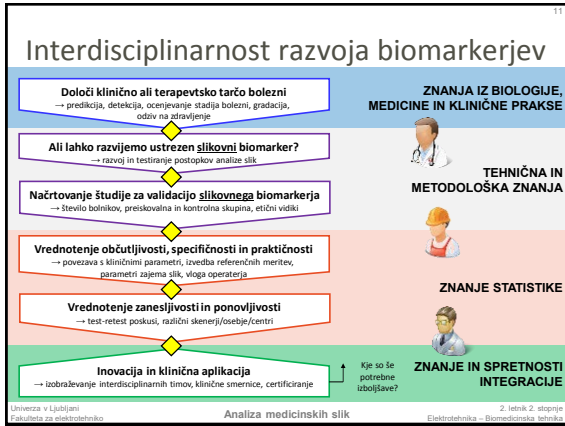 11
Interdisciplinarnost razvoja biomarkerjev
Določi klinično ali terapevtsko tarčo bolezni
→ predikcija, detekcija, ocenjevanje stadija bolezni, gradacija,
odziv na zdravljenje
ZNANJA IZ BIOLOGIJE,
MEDICINE IN KLINIČNE PRAKSE
Ali lahko razvijemo ustrezen slikovni biomarker?
→ razvoj in testiranje postopkov analize slik
Načrtovanje študije za validacijo slikovnega biomarkerja
→ število bolnikov, preiskovalna in kontrolna skupina, etični vidiki
TEHNIČNA IN
METODOLOŠKA ZNANJA
Vrednotenje občutljivosti, specifičnosti in praktičnosti
→ povezava s kliničnimi parametri, izvedba referenčnih meritev,
parametri zajema slik, vloga operaterja
Vrednotenje zanesljivosti in ponovljivosti
→ test-retest poskusi, različni skenerji/osebje/centri
ZNANJE STATISTIKE
Inovacija in klinična aplikacija
→ izobraževanje interdisciplinarnih timov, klinične smernice, certificiranje
Kje so še
potrebne
izboljšave?
ZNANJE IN SPRETNOSTI
INTEGRACIJE
Univerza v Ljubljani
Fakulteta za elektrotehniko
Analiza medicinskih slik
2. letnik 2. stopnje
Elektrotehnika – Biomedicinska tehnika